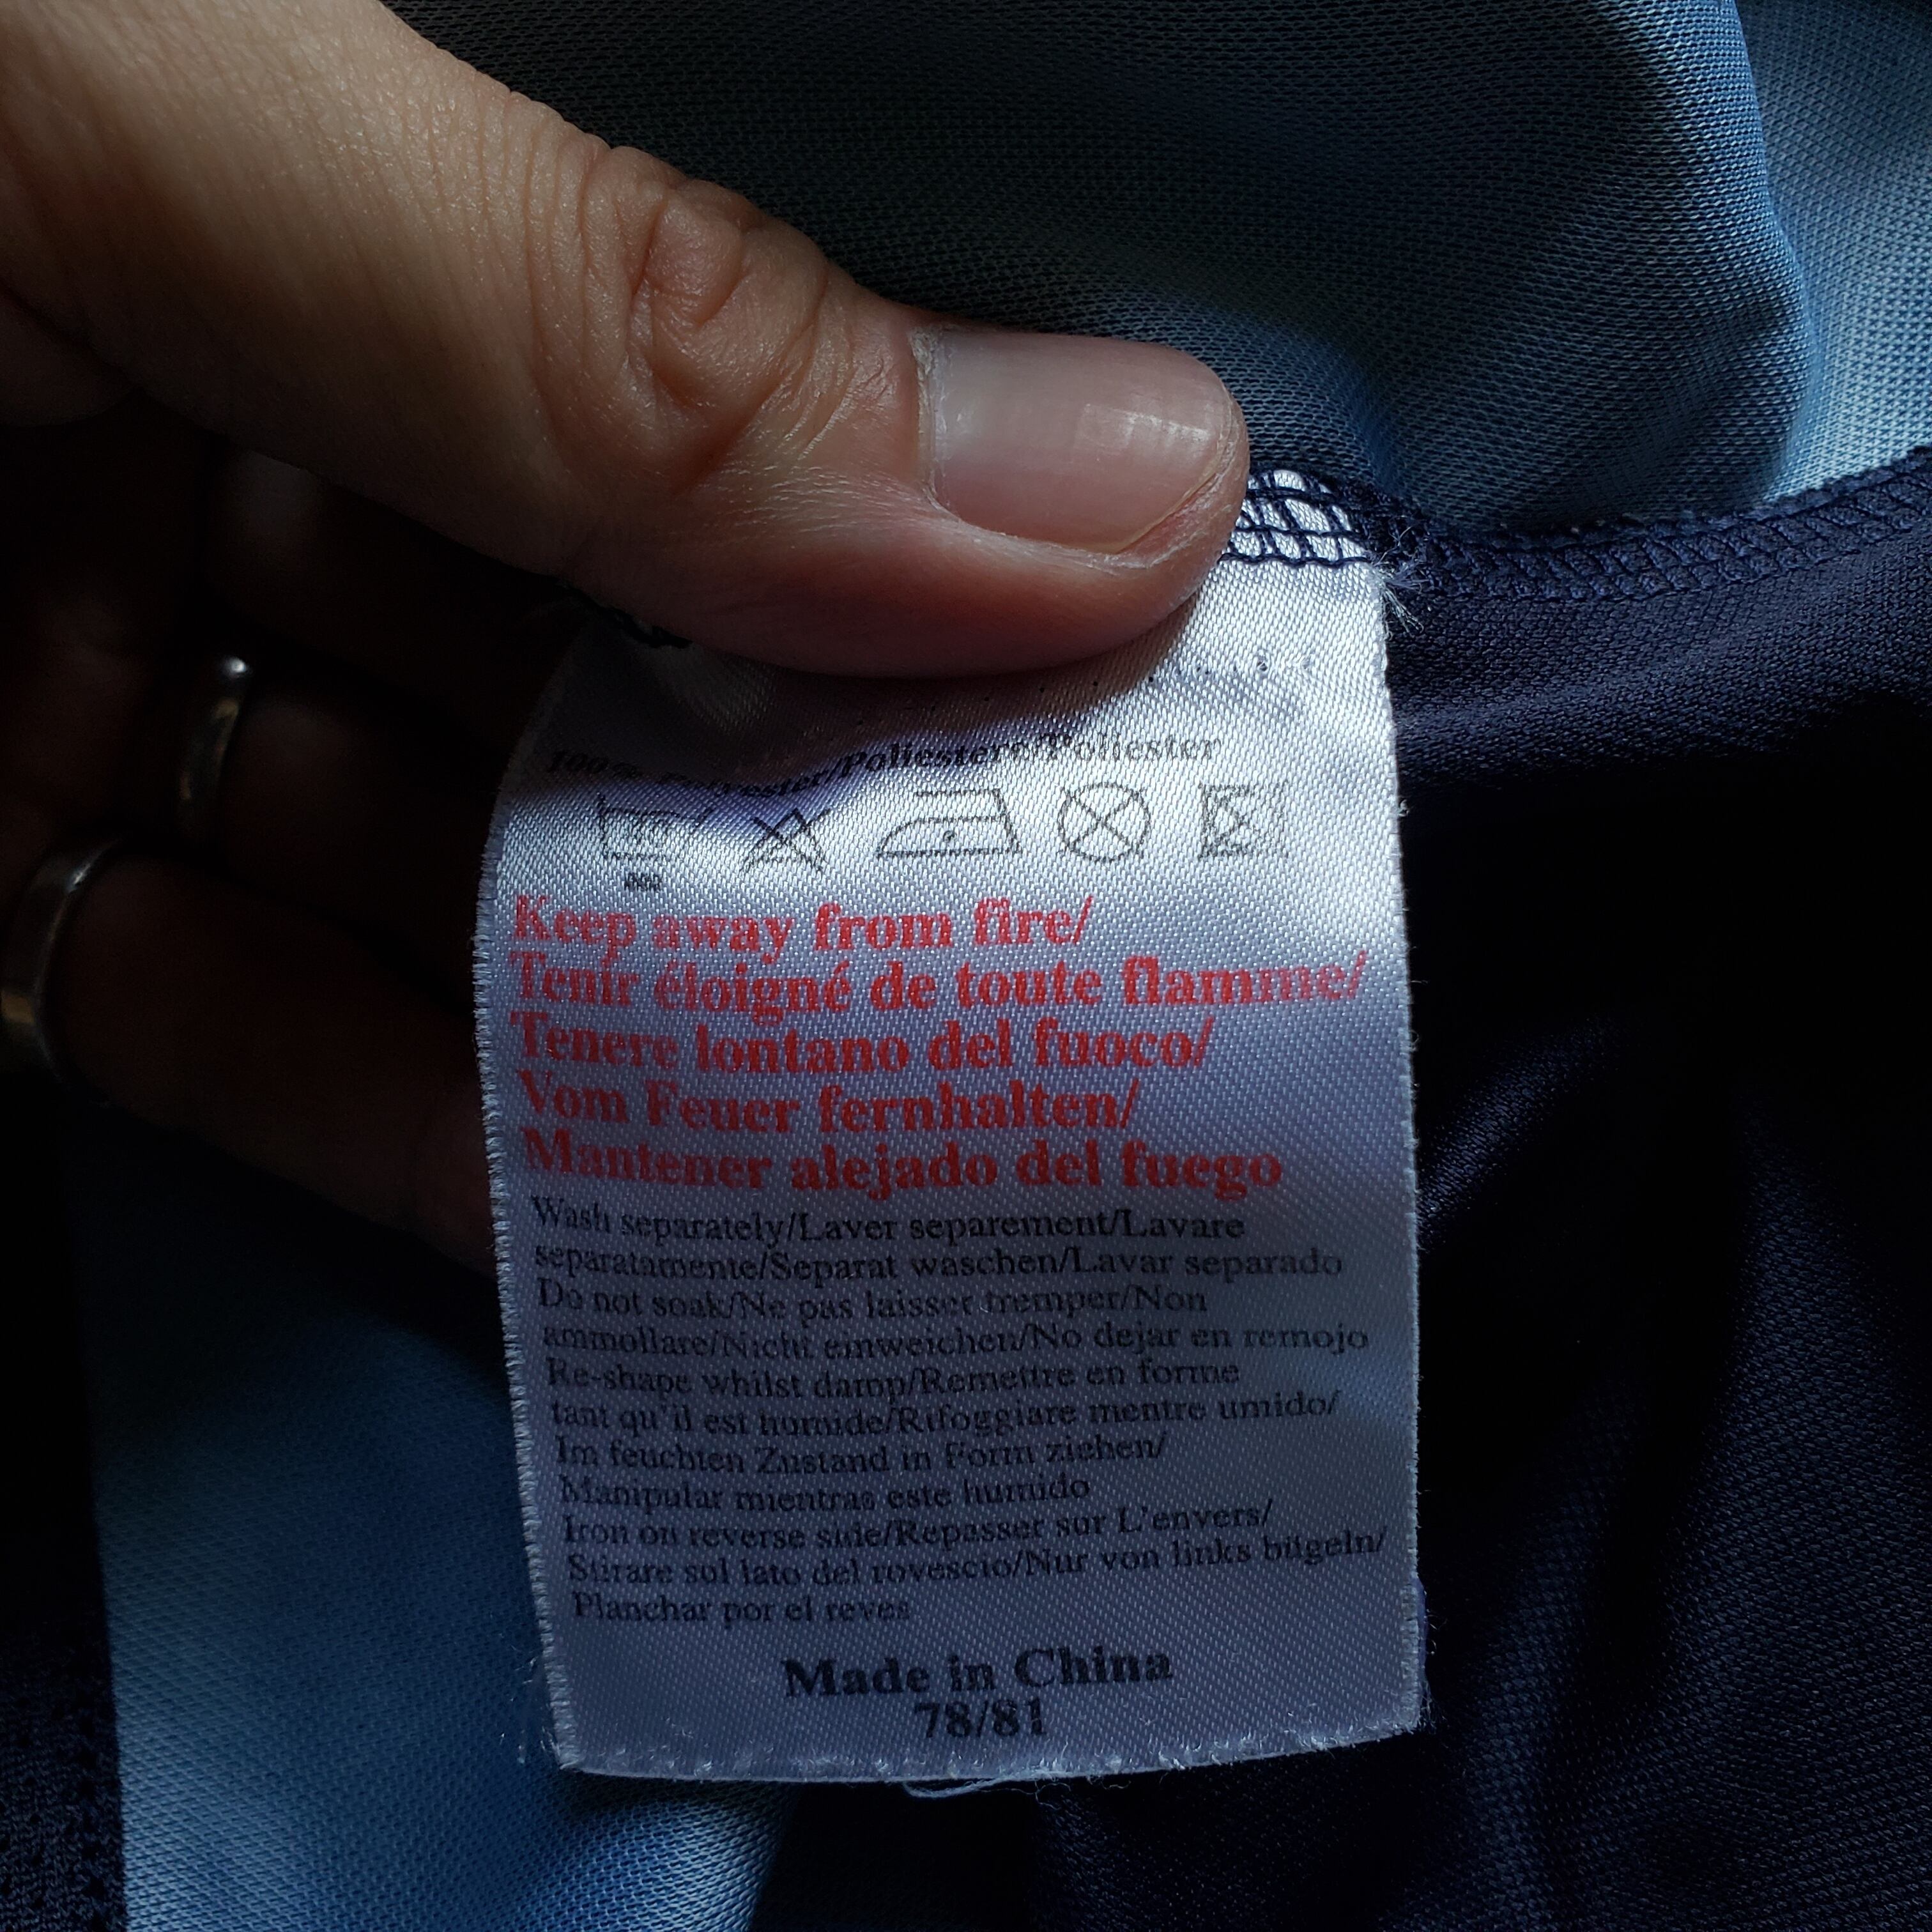 100% Polyester/Poliestere/Poliester
Keep away from fire/
Tenir éloigné de toute flamme/
Tenere lontano del fuoco/
Vom Feuer fernhalten/
Mantener alejado del fuego
Wash separately/Laver separement/Lavare
separatamente/Separat waschen/Lavar separado
Do not soak/Ne pas laisser tremper/Non
ammollare/Nicht einweichen/No dejar en remojo
Re-shape whilst damp/Remettre en forme
tant qu'il est humide/Rifoggiare mentre umido/
Im feuchten Zustand in Form ziehen/
Manipular mientras este humido
Iron on reverse side/Repasser sur L'envers/
Stirare sul lato del rovescio/Nur von links bügeln/
Planchar por el reves
Made in China
78/81